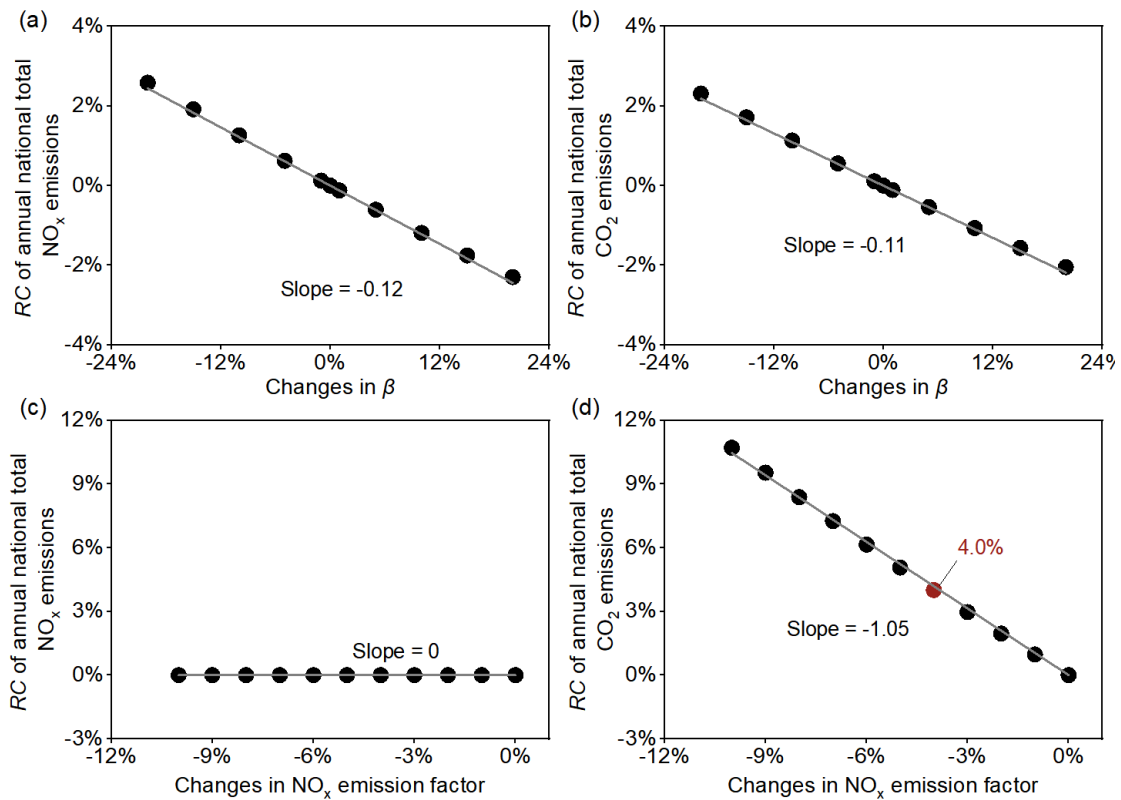 (a)
4%
2%
0%
-2%
-4%
RC of annual national total
NOx emissions
Slope = -0.12
-24%
-12%
0%
12%
24%
Changes in β
(b)
4%
2%
0%
-2%
-4%
RC of annual national total
CO2 emissions
Slope = -0.11
-24%
-12%
0%
12%
24%
Changes in β
(c)
12%
9%
6%
3%
0%
-3%
RC of annual national total
NOx emissions
Slope = 0
-12%
-9%
-6%
-3%
0%
Changes in NOx emission factor
(d)
12%
9%
6%
3%
0%
-3%
RC of annual national total
CO2 emissions
4.0%
Slope = -1.05
-12%
-9%
-6%
-3%
0%
Changes in NOx emission factor